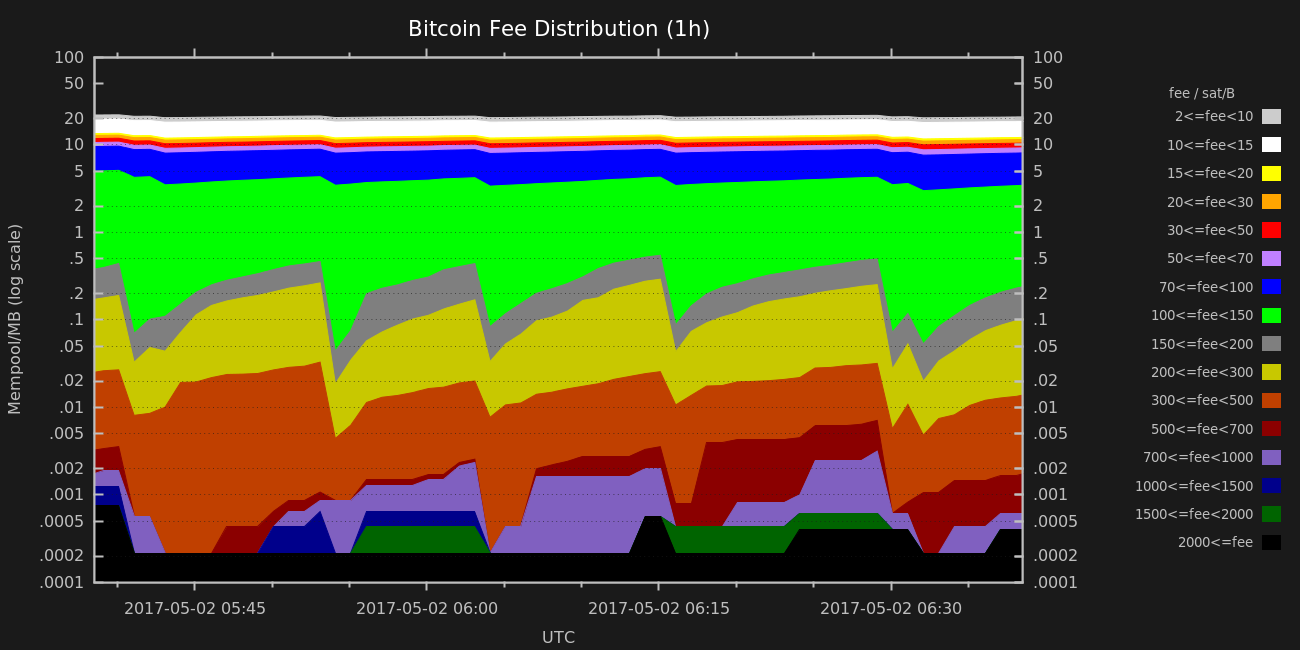 Bitcoin Fee Distribution (1h)
100
50
20
10
5
2
1
.5
.2
.1
.05
.02
.01
.005
.002
.001
.0005
.0002
.0001
Mempool/MB (log scale)
100
50
20
10
5
2
1
.5
.2
.1
.05
.02
.01
.005
.002
.001
.0005
.0002
.0001
2017-05-02 05:45
2017-05-02 06:00
2017-05-02 06:15
2017-05-02 06:30
UTC
fee / sat/B
2<=fee<10
10<=fee<15
15<=fee<20
20<=fee<30
30<=fee<50
50<=fee<70
70<=fee<100
100<=fee<150
150<=fee<200
200<=fee<300
300<=fee<500
500<=fee<700
700<=fee<1000
1000<=fee<1500
1500<=fee<2000
2000<=fee